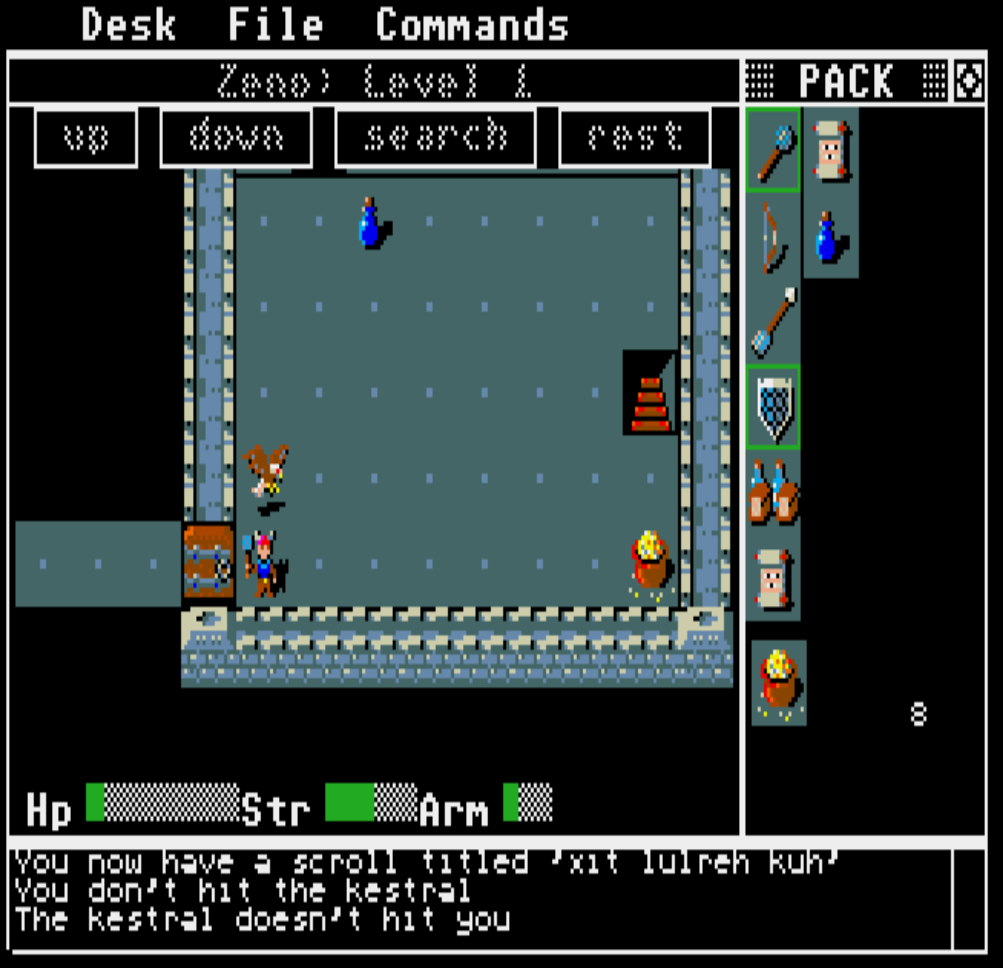 Desk File Commands
Zeno: Level 1
PACK
up down search rest
8
Hp Str Arm
You now have a scroll titled 'xit lulreh kuh'
You don't hit the kestral
The kestral doesn't hit you